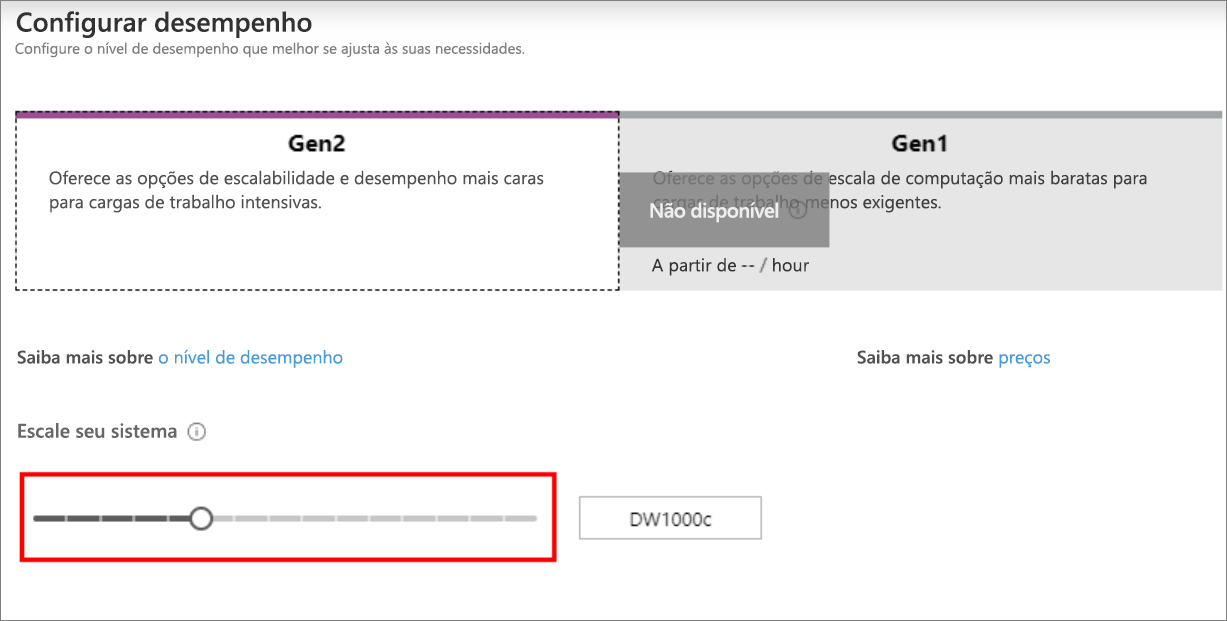 Configurar desempenho
Configure o nível de desempenho que melhor se ajusta às suas necessidades.
Gen2
Oferece as opções de escalabilidade e desempenho mais caras
para cargas de trabalho intensivas.
Gen1
Oferece as opções de escala de computação mais baratas para
cargas de trabalho menos exigentes.
Não disponível
A partir de -- / hour
Saiba mais sobre o nível de desempenho
Saiba mais sobre preços
Escale seu sistema
DW1000c